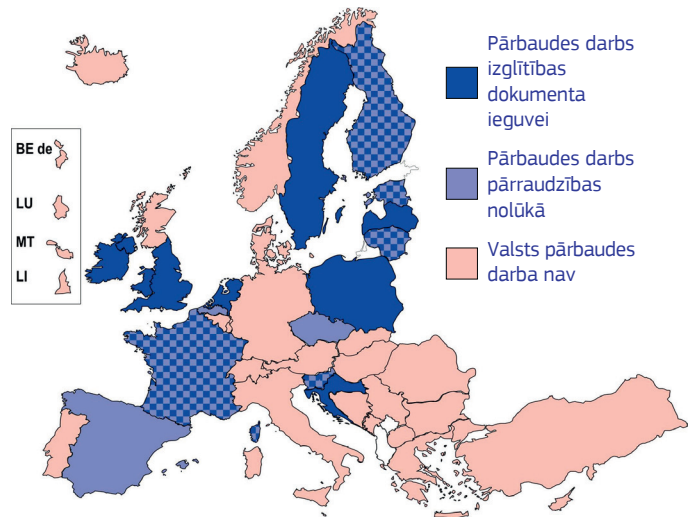 Pārbaudes darbs
izglītības
dokumenta
ieguvei
Pārbaudes darbs
pārraudzības
nolūkā
Valsts pārbaudes
darba nav
BE de
LU
MT
LI